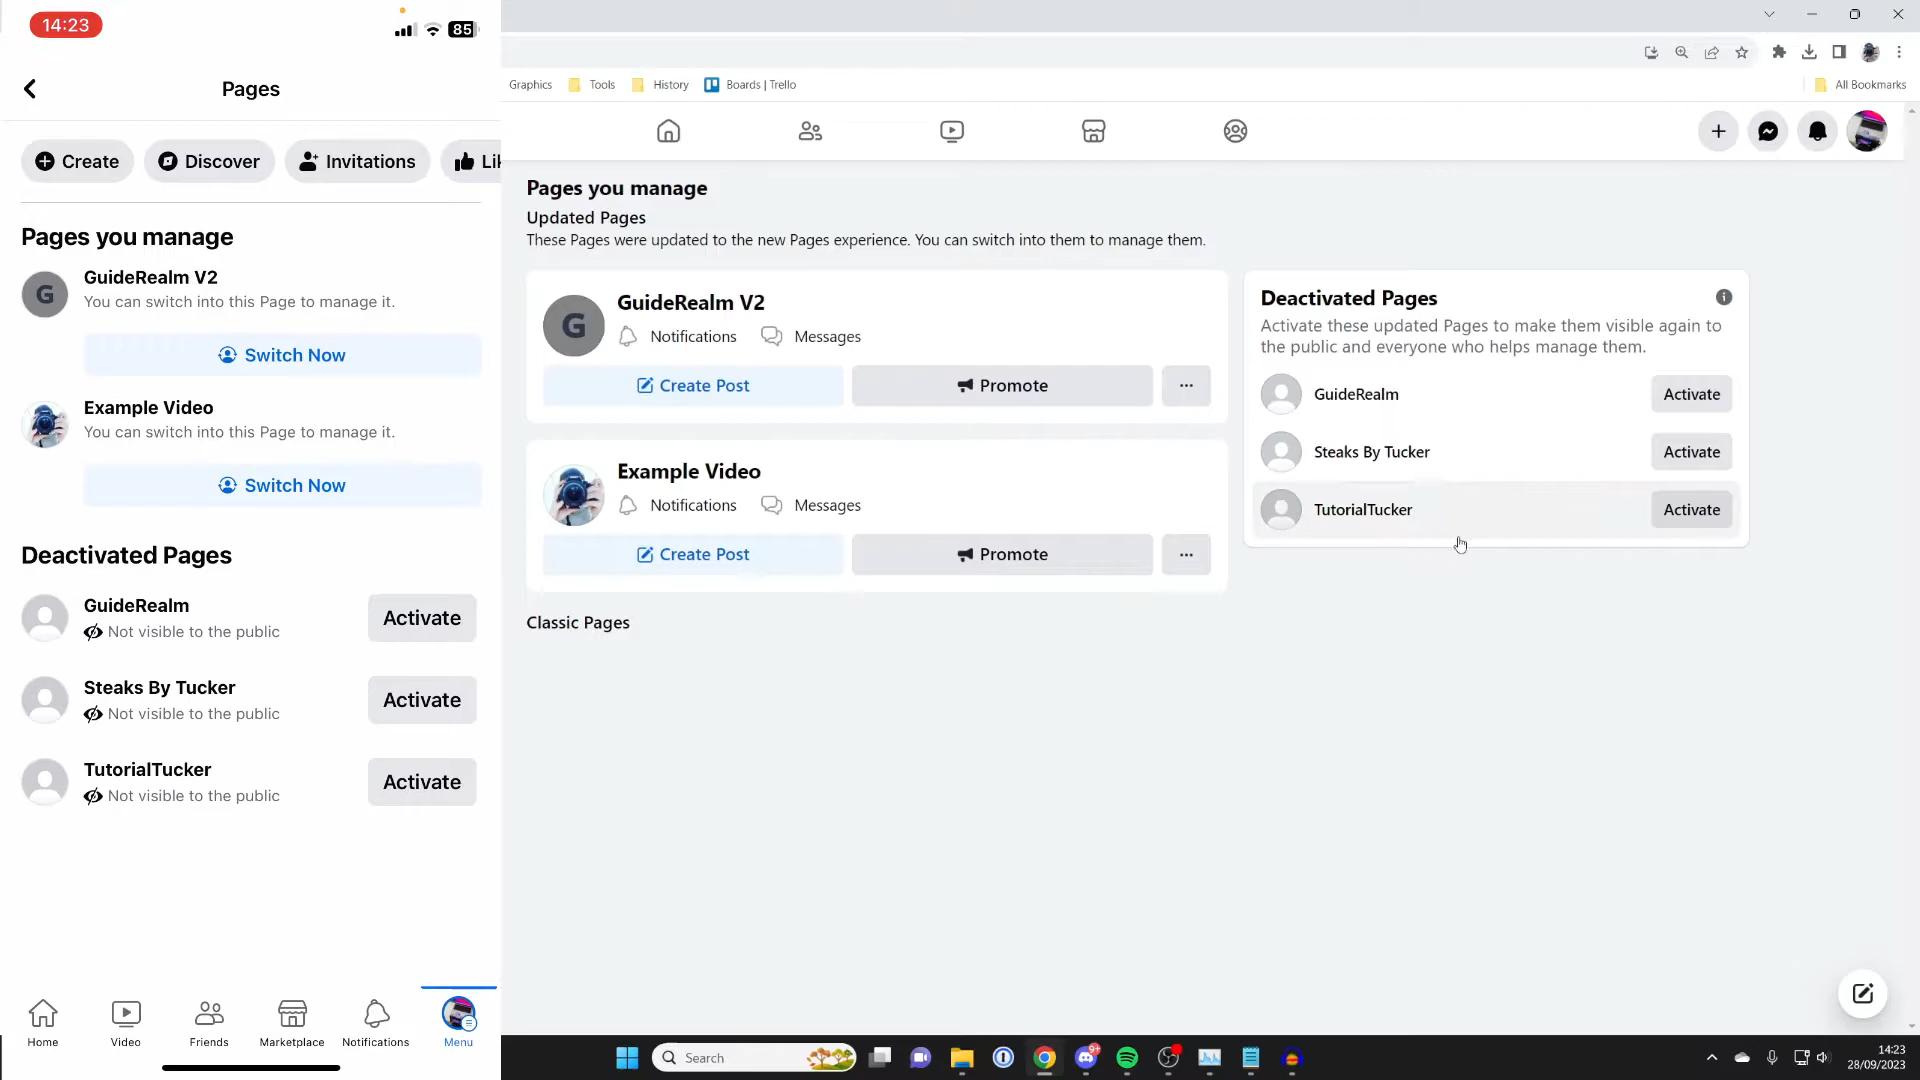 14:23
85
Pages
Create
Discover
Invitations
Lik
Pages you manage
G
GuideRealm V2
You can switch into this Page to manage it.
Switch Now
Example Video
You can switch into this Page to manage it.
Switch Now
Deactivated Pages
GuideRealm
Not visible to the public
Activate
Steaks By Tucker
Not visible to the public
Activate
TutorialTucker
Not visible to the public
Activate
Home
Video
Friends
Marketplace
Notifications
Menu
Graphics
Tools
History
Boards | Trello
All Bookmarks
Pages you manage
Updated Pages
These Pages were updated to the new Pages experience. You can switch into them to manage them.
G
GuideRealm V2
Notifications
Messages
Create Post
Promote
...
Example Video
Notifications
Messages
Create Post
Promote
...
Classic Pages
Deactivated Pages
Activate these updated Pages to make them visible again to
the public and everyone who helps manage them.
GuideRealm
Activate
Steaks By Tucker
Activate
TutorialTucker
Activate
Search
9+
14:23
28/09/2023